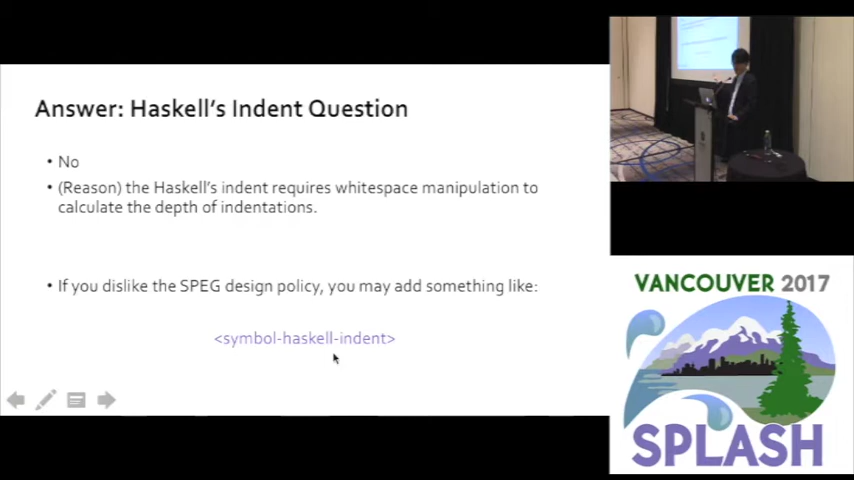 Answer: Haskell's Indent Question
• No
• (Reason) the Haskell's indent requires whitespace manipulation to
calculate the depth of indentations.
• If you dislike the SPEG design policy, you may add something like:
<symbol-haskell-indent>
VANCOUVER 2017
SPLASH